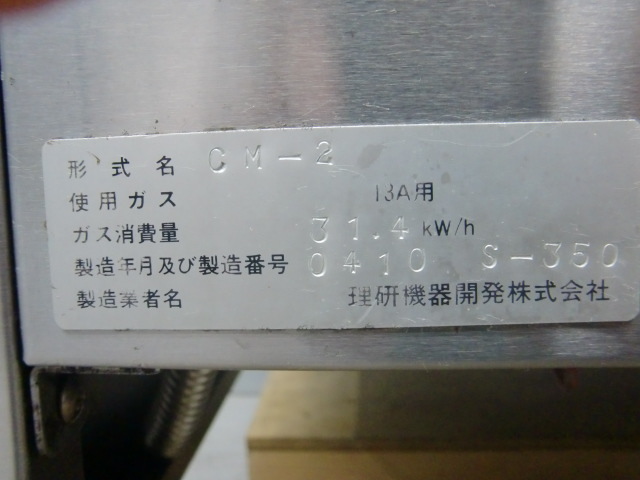 形式名 CM-2
使用ガス 13A用
ガス消費量 31.4 kW/h
製造年月及び製造番号 0410 S-350
製造業者名 理研機器開発株式会社